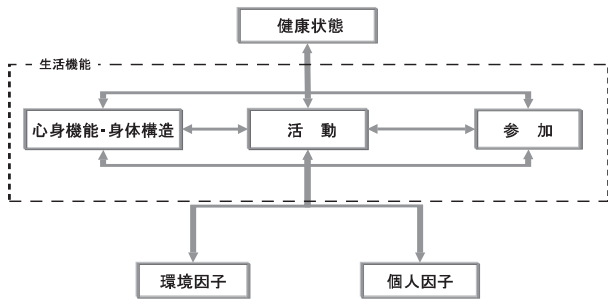 健康状態
生活機能
心身機能・身体構造
活　動
参　加
環境因子
個人因子